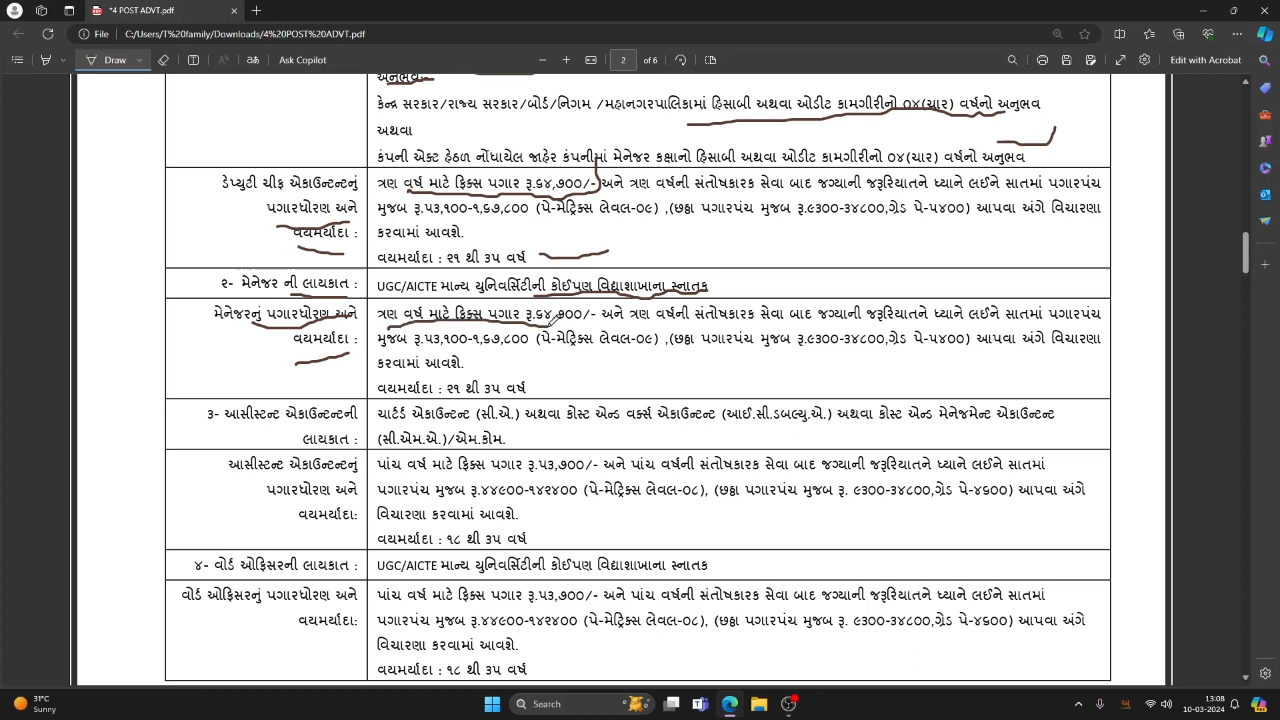 *4 POST ADVT.pdf
File C:/Users/T%20family/Downloads/4%20POST%20ADVT.pdf
Draw Ask Copilot 2 of 6 Edit with Acrobat
અનુભવ:-
કેન્દ્ર સરકાર/રાજ્ય સરકાર/બોર્ડ/નિગમ /મહાનગરપાલિકામાં હિસાબી અથવા ઓડીટ કામગીરીનો ૦૪(ચાર) વર્ષનો અનુભવ
અથવા
કંપની એક્ટ હેઠળ નોંધાયેલ જાહેર કંપનીમાં મેનેજર કક્ષાનો હિસાબી અથવા ઓડીટ કામગીરીનો ૦૪(ચાર) વર્ષનો અનુભવ
ડેપ્યુટી ચીફ એકાઉન્ટન્ટનું
પગારધોરણ અને
વયમર્યાદા :
ત્રણ વર્ષ માટે ફિક્સ પગાર રૂ.૬૪,૭૦૦/- અને ત્રણ વર્ષની સંતોષકારક સેવા બાદ જગ્યાની જરૂરિયાતને ધ્યાને લઈને સાતમાં પગારપંચ
મુજબ રૂ.૫૩,૧૦૦-૧,૬૭,૮૦૦ (પે-મેટ્રિક્સ લેવલ-૦૯) ,(છઠ્ઠા પગારપંચ મુજબ રૂ.૯૩૦૦-૩૪૮૦૦,ગ્રેડ પે-૫૪૦૦) આપવા અંગે વિચારણા
કરવામાં આવશે.
વયમર્યાદા : ૨૧ થી ૩૫ વર્ષ
૨- મેનેજર ની લાયકાત :
UGC/AICTE માન્ય યુનિવર્સિટીની કોઈપણ વિદ્યાશાખાના સ્નાતક
મેનેજરનું પગારધોરણ અને
વયમર્યાદા :
ત્રણ વર્ષ માટે ફિક્સ પગાર રૂ.૬૪,૭૦૦/- અને ત્રણ વર્ષની સંતોષકારક સેવા બાદ જગ્યાની જરૂરિયાતને ધ્યાને લઈને સાતમાં પગારપંચ
મુજબ રૂ.૫૩,૧૦૦-૧,૬૭,૮૦૦ (પે-મેટ્રિક્સ લેવલ-૦૯) ,(છઠ્ઠા પગારપંચ મુજબ રૂ.૯૩૦૦-૩૪૮૦૦,ગ્રેડ પે-૫૪૦૦) આપવા અંગે વિચારણા
કરવામાં આવશે.
વયમર્યાદા : ૨૧ થી ૩૫ વર્ષ
૩- આસીસ્ટન્ટ એકાઉન્ટન્ટની
લાયકાત :
ચાર્ટર્ડ એકાઉન્ટન્ટ (સી.એ.) અથવા કોસ્ટ એન્ડ વર્ક્સ એકાઉન્ટન્ટ (આઈ.સી.ડબલ્યુ.એ.) અથવા કોસ્ટ એન્ડ મેનેજમેન્ટ એકાઉન્ટન્ટ
(સી.એમ.એ.)/એમ.કોમ.
આસીસ્ટન્ટ એકાઉન્ટન્ટનું
પગારધોરણ અને
વયમર્યાદા:
પાંચ વર્ષ માટે ફિક્સ પગાર રૂ.૫૩,૭૦૦/- અને પાંચ વર્ષની સંતોષકારક સેવા બાદ જગ્યાની જરૂરિયાતને ધ્યાને લઈને સાતમાં
પગારપંચ મુજબ રૂ.૪૪૯૦૦-૧૪૨૪૦૦ (પે-મેટ્રિક્સ લેવલ-૦૮), (છઠ્ઠા પગારપંચ મુજબ રૂ. ૯૩૦૦-૩૪૮૦૦,ગ્રેડ પે-૪૬૦૦) આપવા અંગે
વિચારણા કરવામાં આવશે.
વયમર્યાદા : ૧૮ થી ૩૫ વર્ષ
૪- વોર્ડ ઓફિસરની લાયકાત :
UGC/AICTE માન્ય યુનિવર્સિટીની કોઈપણ વિદ્યાશાખાના સ્નાતક
વોર્ડ ઓફિસરનું પગારધોરણ અને
વયમર્યાદા:
પાંચ વર્ષ માટે ફિક્સ પગાર રૂ.૫૩,૭૦૦/- અને પાંચ વર્ષની સંતોષકારક સેવા બાદ જગ્યાની જરૂરિયાતને ધ્યાને લઈને સાતમાં
પગારપંચ મુજબ રૂ.૪૪૯૦૦-૧૪૨૪૦૦ (પે-મેટ્રિક્સ લેવલ-૦૮), (છઠ્ઠા પગારપંચ મુજબ રૂ. ૯૩૦૦-૩૪૮૦૦,ગ્રેડ પે-૪૬૦૦) આપવા અંગે
વિચારણા કરવામાં આવશે.
વયમર્યાદા : ૧૮ થી ૩૫ વર્ષ
31°C
Sunny
Search
13:08
10-03-2024